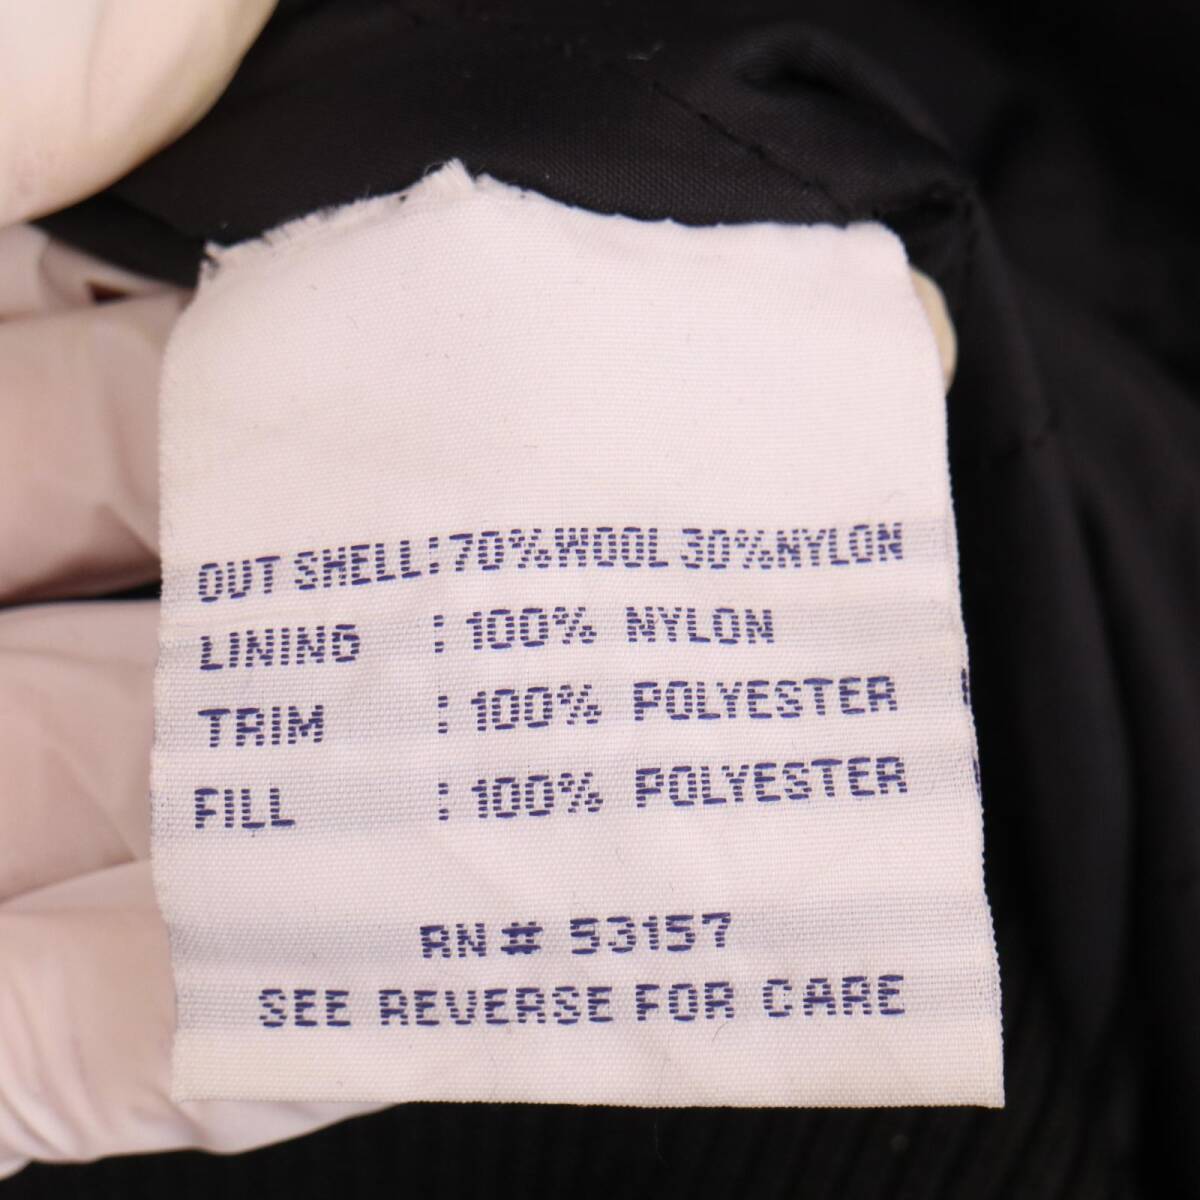 OUT SHELL:70%WOOL 30%NYLON
LINING : 100% NYLON
TRIM : 100% POLYESTER
FILL : 100% POLYESTER
RN# 53157
SEE REVERSE FOR CARE